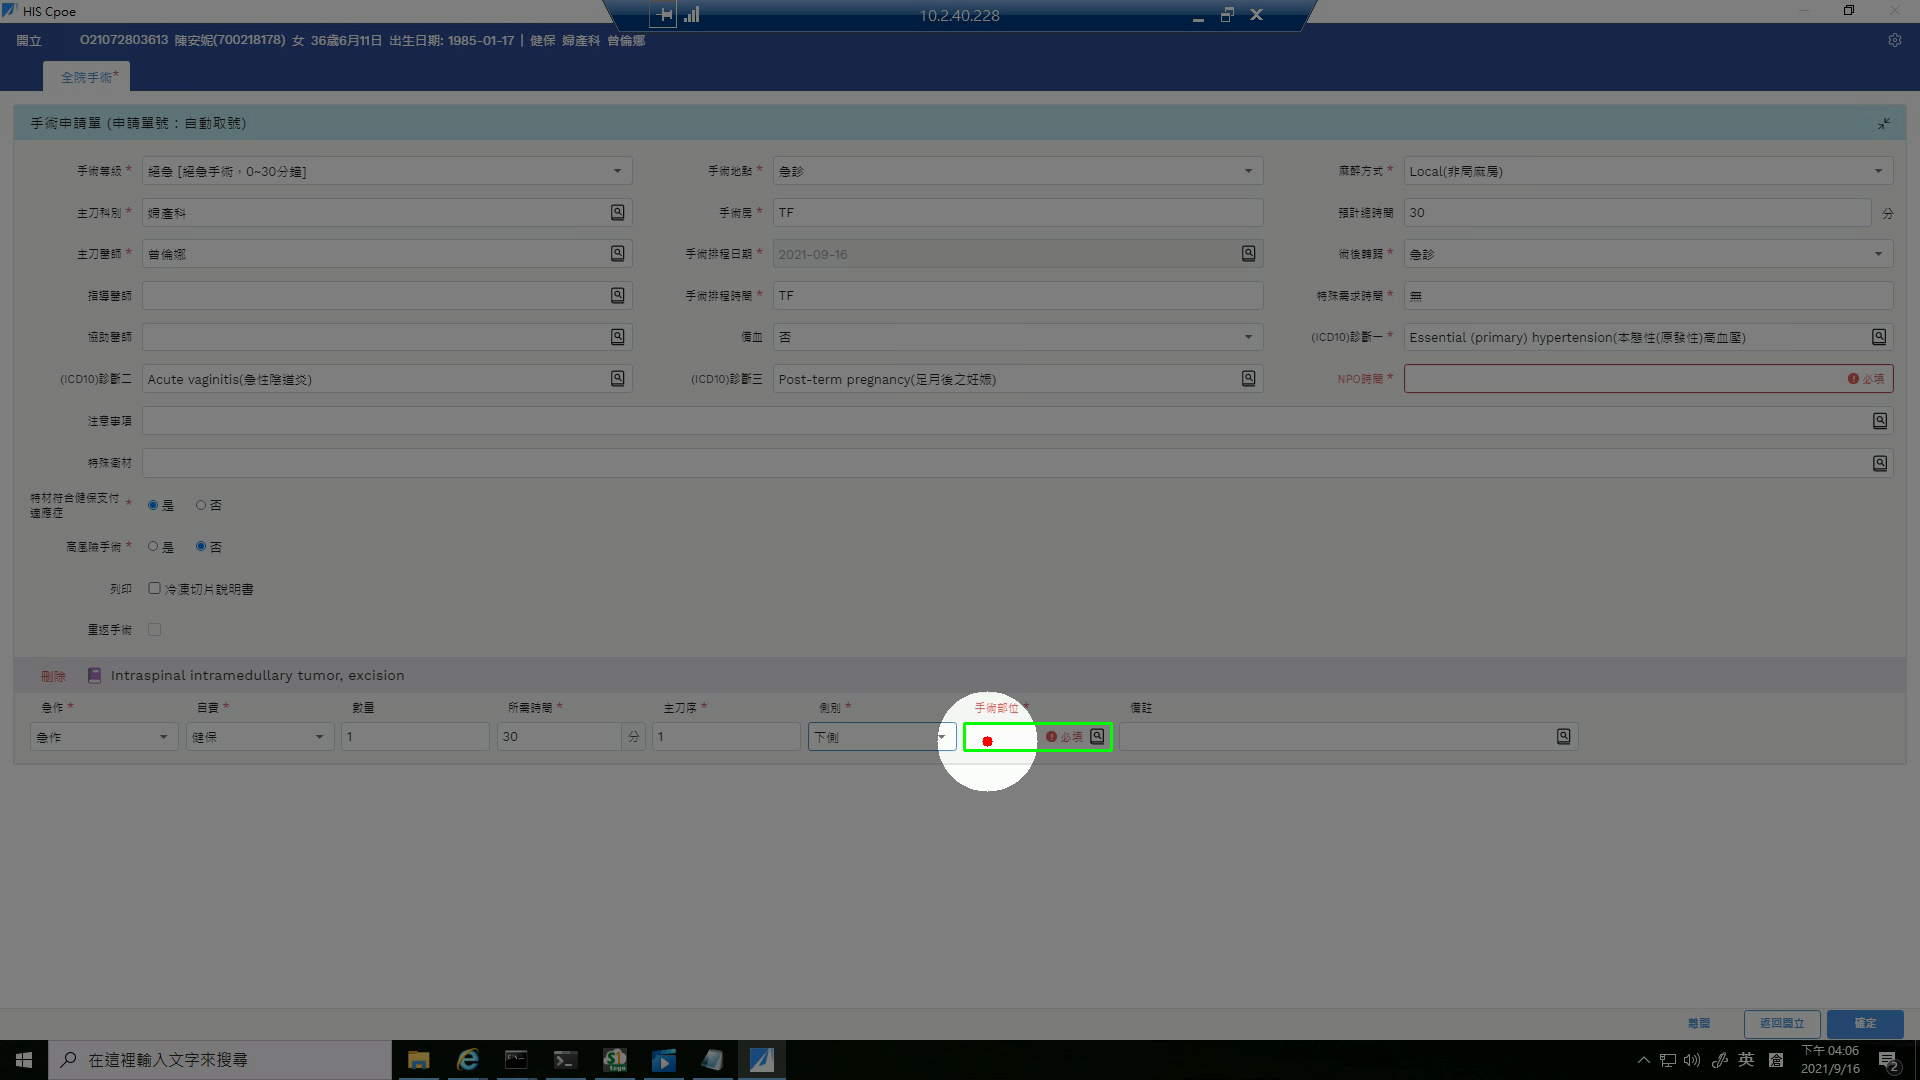 HIS Cpoe
10.2.40.228
開立 O21072803613 陳安妮(700218178) 女 36歲6月11日 出生日期: 1985-01-17 | 健保 婦產科 曾倫娜
全院手術*
手術申請單 (申請單號：自動取號)
手術等級 * 絕急 [絕急手術，0~30分鐘] 手術地點 * 急診 麻醉方式 * Local(非局麻房)
主刀科別 * 婦產科 手術房 * TF 預計總時間 30 分
主刀醫師 * 曾倫娜 手術排程日期 * 2021-09-16 術後轉歸 * 急診
指導醫師 手術排程時間 * TF 特殊需求時間 * 無
協助醫師 備血 否 (ICD10)診斷一 * Essential (primary) hypertension(本態性(原發性)高血壓)
(ICD10)診斷二 Acute vaginitis(急性陰道炎) (ICD10)診斷三 Post-term pregnancy(足月後之妊娠) NPO時間 * 必填
注意事項
特殊衛材
特材符合健保支付
適應症 * 是 否
高風險手術 * 是 否
列印 冷凍切片說明書
重返手術
刪除 Intraspinal intramedullary tumor, excision
急作 * 自費 * 數量 所需時間 * 主刀序 * 側別 * 手術部位 * 備註
急作 健保 1 30 分 1 下側 必填
離開 返回開立 確定
在這裡輸入文字來搜尋
英 下午 04:06
2021/9/16 2